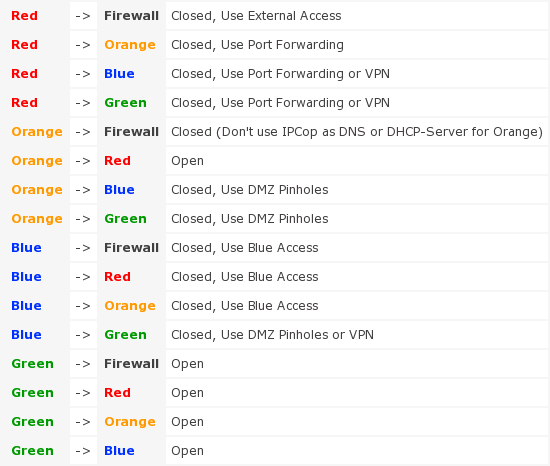 Red -> Firewall Closed, Use External Access
Red -> Orange Closed, Use Port Forwarding
Red -> Blue Closed, Use Port Forwarding or VPN
Red -> Green Closed, Use Port Forwarding or VPN
Orange -> Firewall Closed (Don't use IPCop as DNS or DHCP-Server for Orange)
Orange -> Red Open
Orange -> Blue Closed, Use DMZ Pinholes
Orange -> Green Closed, Use DMZ Pinholes
Blue -> Firewall Closed, Use Blue Access
Blue -> Red Closed, Use Blue Access
Blue -> Orange Closed, Use Blue Access
Blue -> Green Closed, Use DMZ Pinholes or VPN
Green -> Firewall Open
Green -> Red Open
Green -> Orange Open
Green -> Blue Open